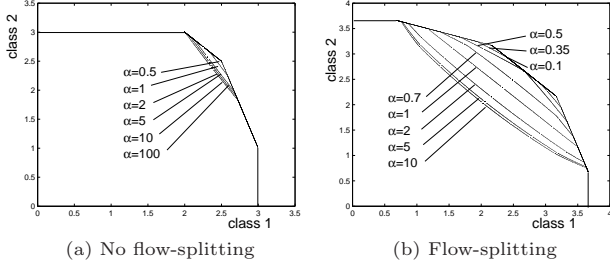 class 2
4
3.5
3
2.5
2
1.5
1
0.5
0
α=0.5
α=1
α=2
α=5
α=10
α=100
0 0.5 1 1.5 2 2.5 3 3.5
class 1
(a) No flow-splitting
class 2
4
3.5
3
2.5
2
1.5
1
0.5
0
α=0.5
α=0.35
α=0.1
α=0.7
α=1
α=2
α=5
α=10
0 0.5 1 1.5 2 2.5 3 3.5 4
class 1
(b) Flow-splitting